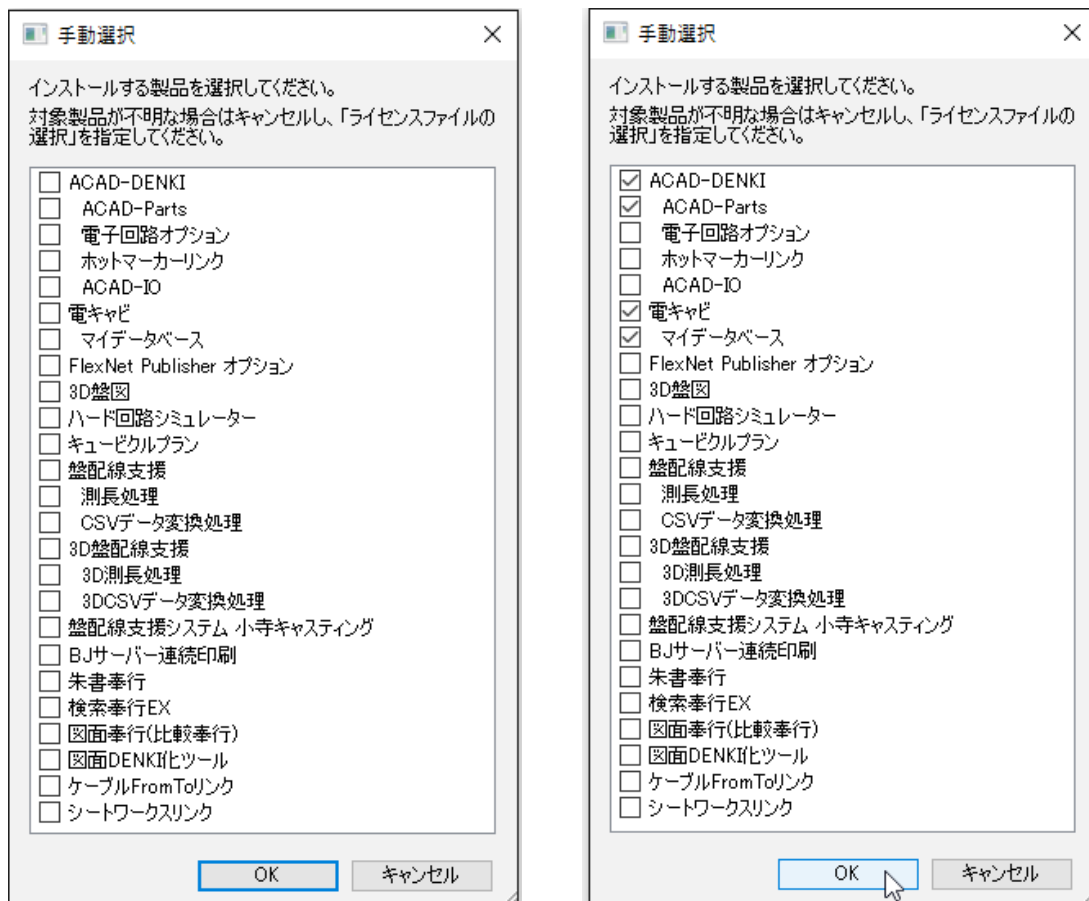 手動選択
インストールする製品を選択してください。
対象製品が不明な場合はキャンセルし、「ライセンスファイルの
選択」を指定してください。
ACAD-DENKI
ACAD-Parts
電子回路オプション
ホットマーカーリンク
ACAD-IO
電キャビ
マイデータベース
FlexNet Publisher オプション
3D盤図
ハード回路シミュレーター
キュービクルプラン
盤配線支援
測長処理
CSVデータ変換処理
3D盤配線支援
3D測長処理
3DCSVデータ変換処理
盤配線支援システム 小寺キャスティング
BJサーバー連続印刷
朱書奉行
検索奉行EX
図面奉行(比較奉行)
図面DENKI化ツール
ケーブルFromToリンク
シートワークスリンク
OK
キャンセル
手動選択
インストールする製品を選択してください。
対象製品が不明な場合はキャンセルし、「ライセンスファイルの
選択」を指定してください。
ACAD-DENKI
ACAD-Parts
電子回路オプション
ホットマーカーリンク
ACAD-IO
電キャビ
マイデータベース
FlexNet Publisher オプション
3D盤図
ハード回路シミュレーター
キュービクルプラン
盤配線支援
測長処理
CSVデータ変換処理
3D盤配線支援
3D測長処理
3DCSVデータ変換処理
盤配線支援システム 小寺キャスティング
BJサーバー連続印刷
朱書奉行
検索奉行EX
図面奉行(比較奉行)
図面DENKI化ツール
ケーブルFromToリンク
シートワークスリンク
OK
キャンセル